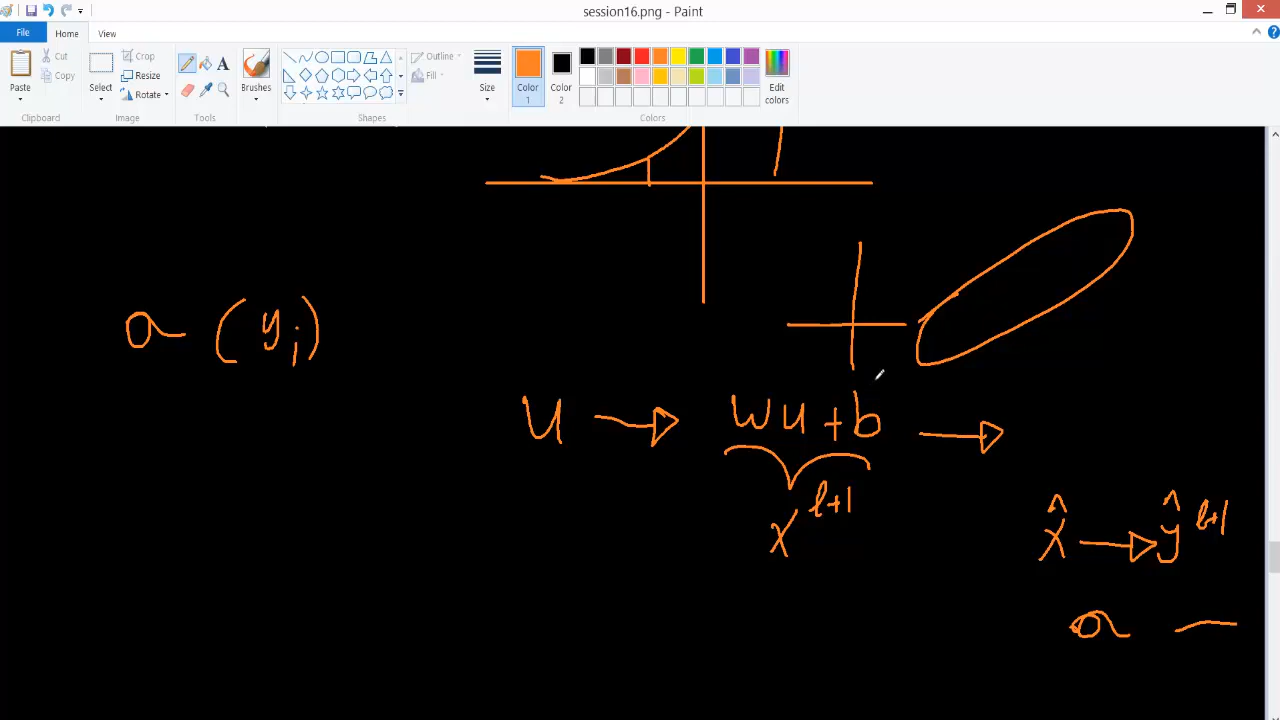 session16.png - Paint
File Home View
Paste
Cut
Copy
Clipboard
Select
Crop
Resize
Rotate
Image
A
Tools
Brushes
Outline
Fill
Shapes
Size
Color 1
Color 2
Edit colors
Colors
σ (yᵢ)
u → wu + b →
x^{l+1}
x̂ → ŷ^{l+1}
σ